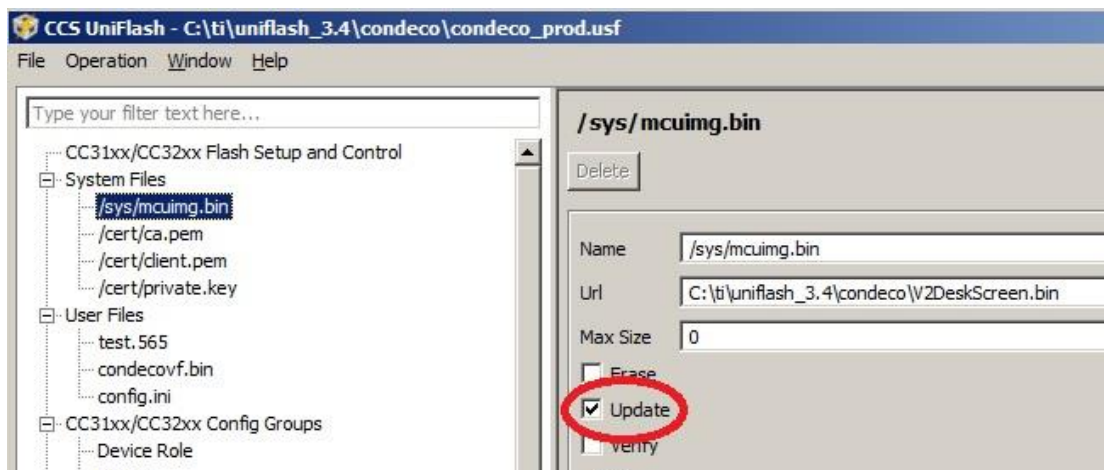 CCS UniFlash - C:\ti\uniflash_3.4\condeco\condeco_prod.usf
File Operation Window Help
Type your filter text here...
CC31xx/CC32xx Flash Setup and Control
System Files
/sys/mcuimg.bin
/cert/ca.pem
/cert/client.pem
/cert/private.key
User Files
test.565
condecovf.bin
config.ini
CC31xx/CC32xx Config Groups
Device Role
/sys/mcuimg.bin
Delete
Name /sys/mcuimg.bin
Url C:\ti\uniflash_3.4\condeco\V2DeskScreen.bin
Max Size 0
Erase
Update
Verify